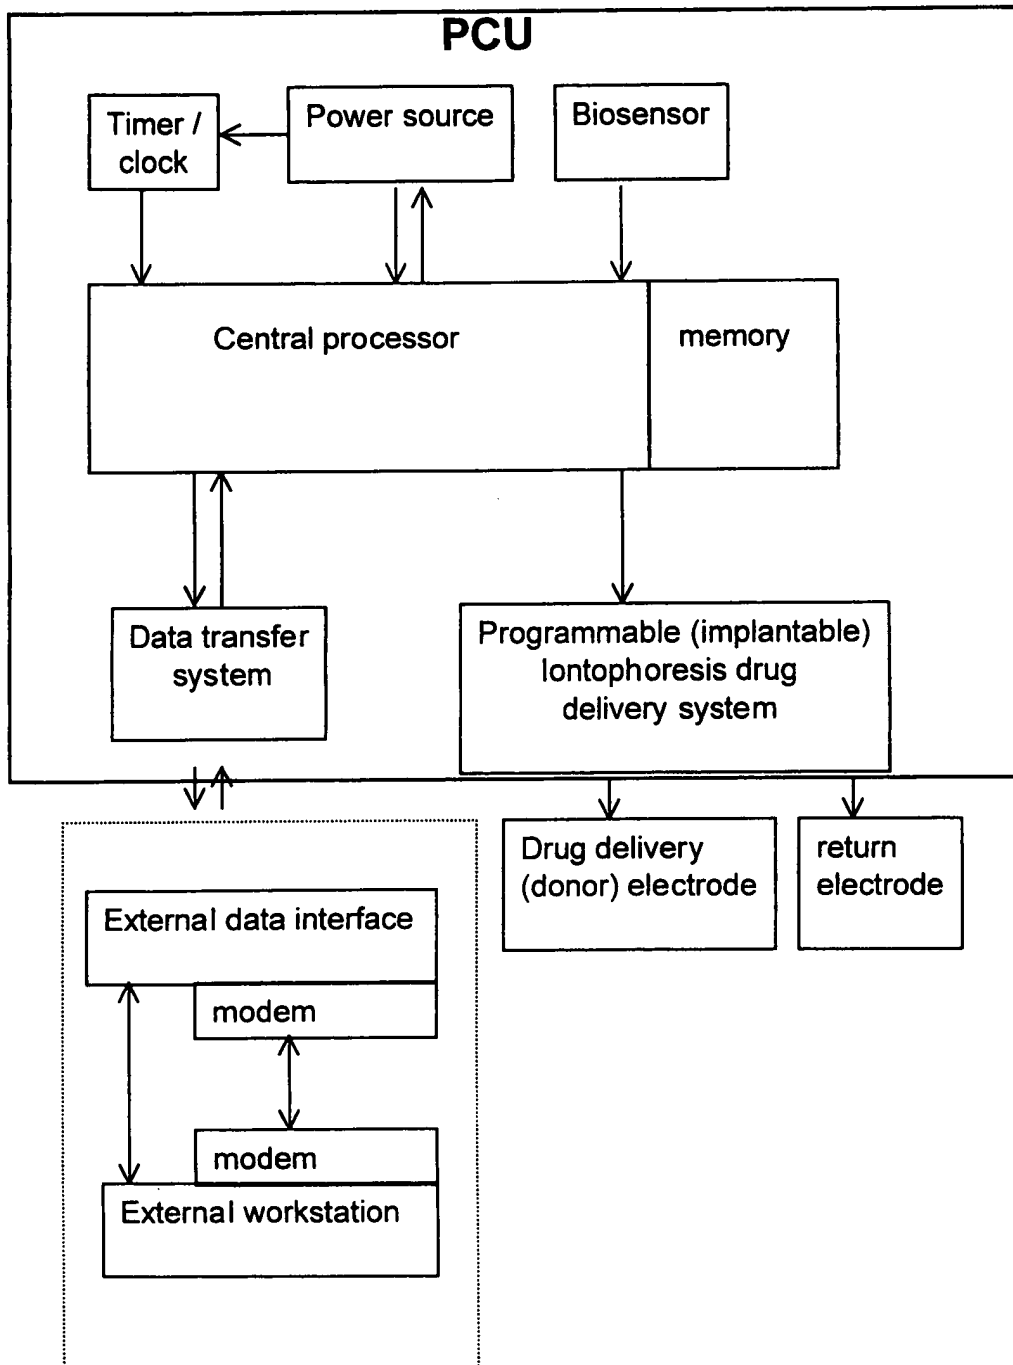 PCU
Timer /
clock
Power source
Biosensor
Central processor
memory
Data transfer
system
Programmable (implantable)
Iontophoresis drug
delivery system
Drug delivery
(donor) electrode
return
electrode
External data interface
modem
modem
External workstation